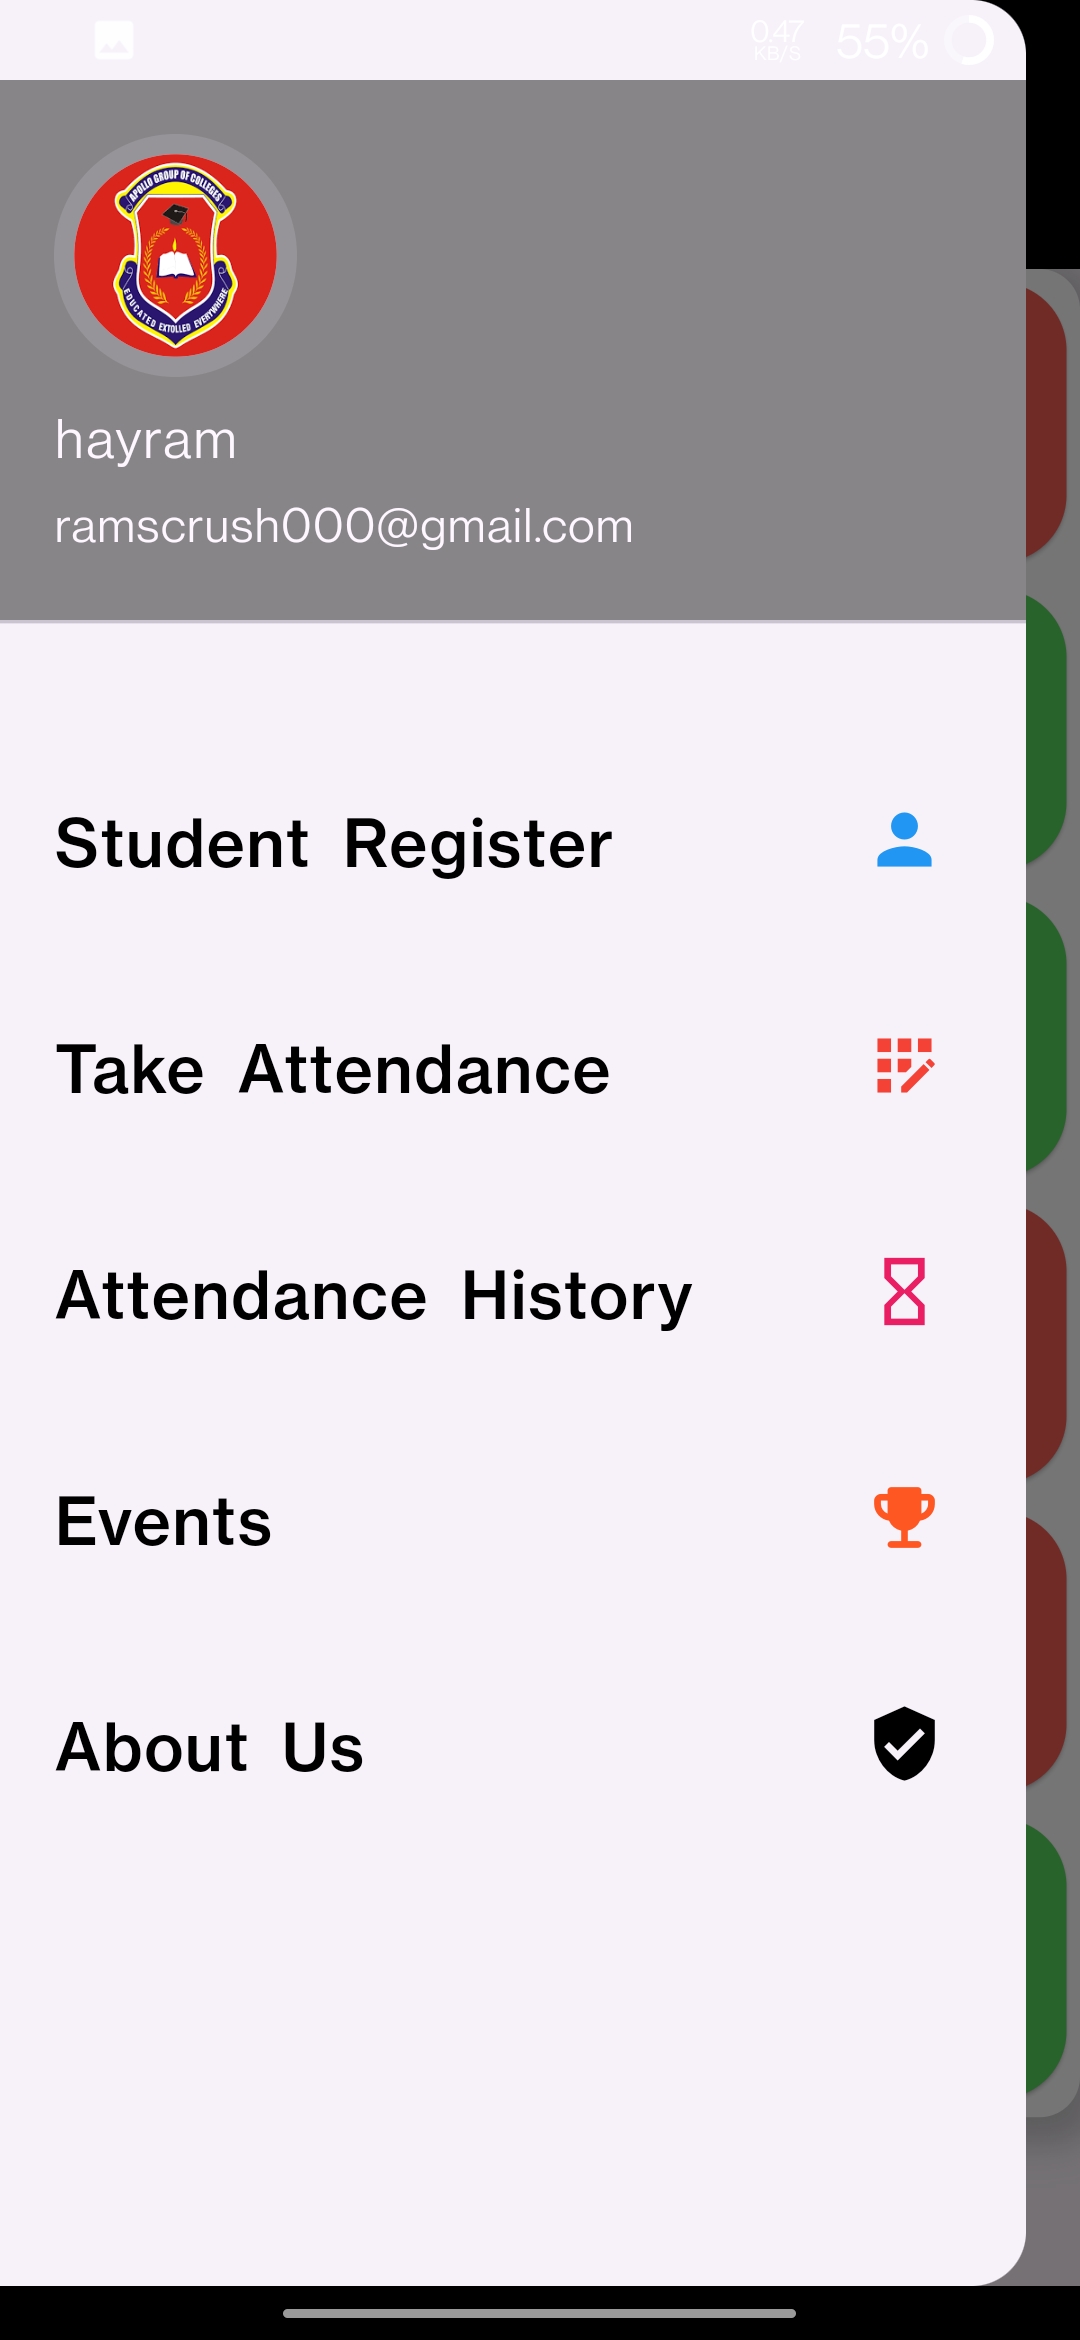 0.47
KB/S
55%
APOLLO GROUP OF COLLEGES
EDUCATED EXTOLLED EVERYWHERE
hayram
ramscrush000@gmail.com
Student Register
Take Attendance
Attendance History
Events
About Us